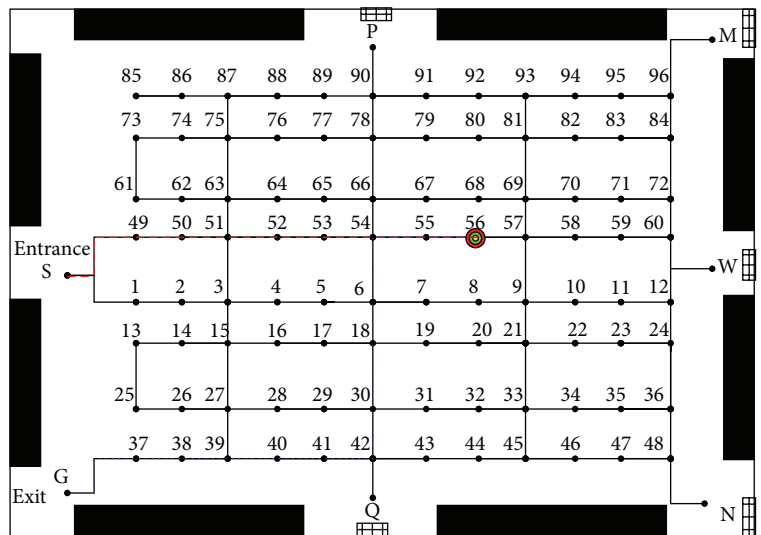 P
M
85 86 87 88 89 90 91 92 93 94 95 96
73 74 75 76 77 78 79 80 81 82 83 84
61 62 63 64 65 66 67 68 69 70 71 72
49 50 51 52 53 54 55 56 57 58 59 60
Entrance
S
W
1 2 3 4 5 6 7 8 9 10 11 12
13 14 15 16 17 18 19 20 21 22 23 24
25 26 27 28 29 30 31 32 33 34 35 36
37 38 39 40 41 42 43 44 45 46 47 48
G
Exit
Q
N